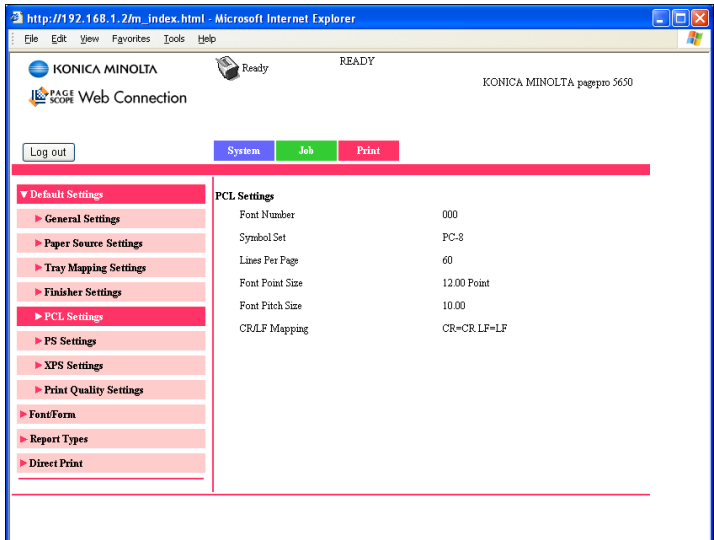 http://192.168.1.2/m_index.html - Microsoft Internet Explorer
File Edit View Favorites Tools Help
KONICA MINOLTA
Ready
READY
KONICA MINOLTA pagepro 5650
PAGE SCOPE Web Connection
Log out
System Job Print
Default Settings
General Settings
Paper Source Settings
Tray Mapping Settings
Finisher Settings
PCL Settings
PS Settings
XPS Settings
Print Quality Settings
Font/Form
Report Types
Direct Print
PCL Settings
Font Number 000
Symbol Set PC-8
Lines Per Page 60
Font Point Size 12.00 Point
Font Pitch Size 10.00
CR/LF Mapping CR=CR LF=LF